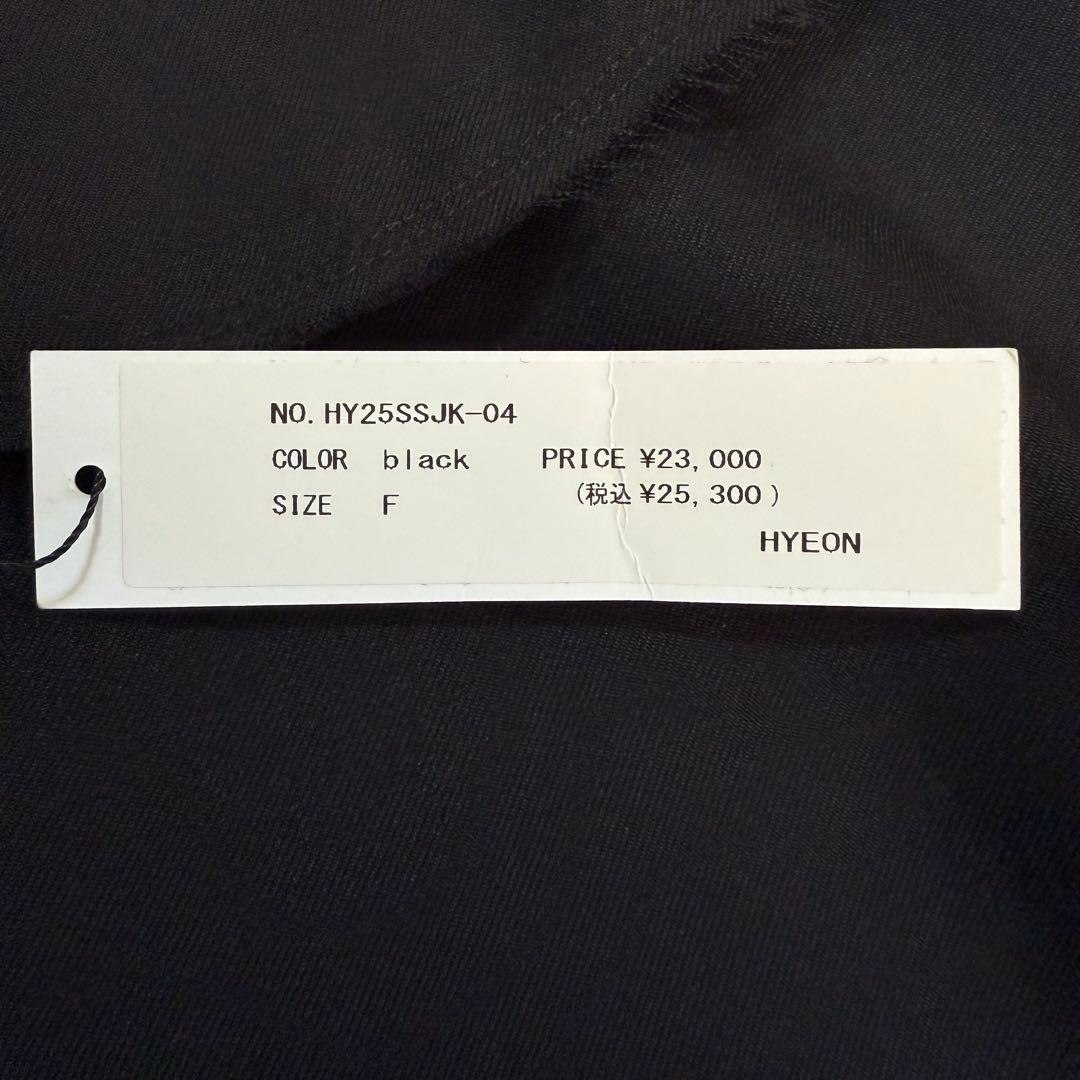 NO. HY25SSJK-04
COLOR black PRICE ¥23,000
SIZE F (税込¥25,300)
HYEON